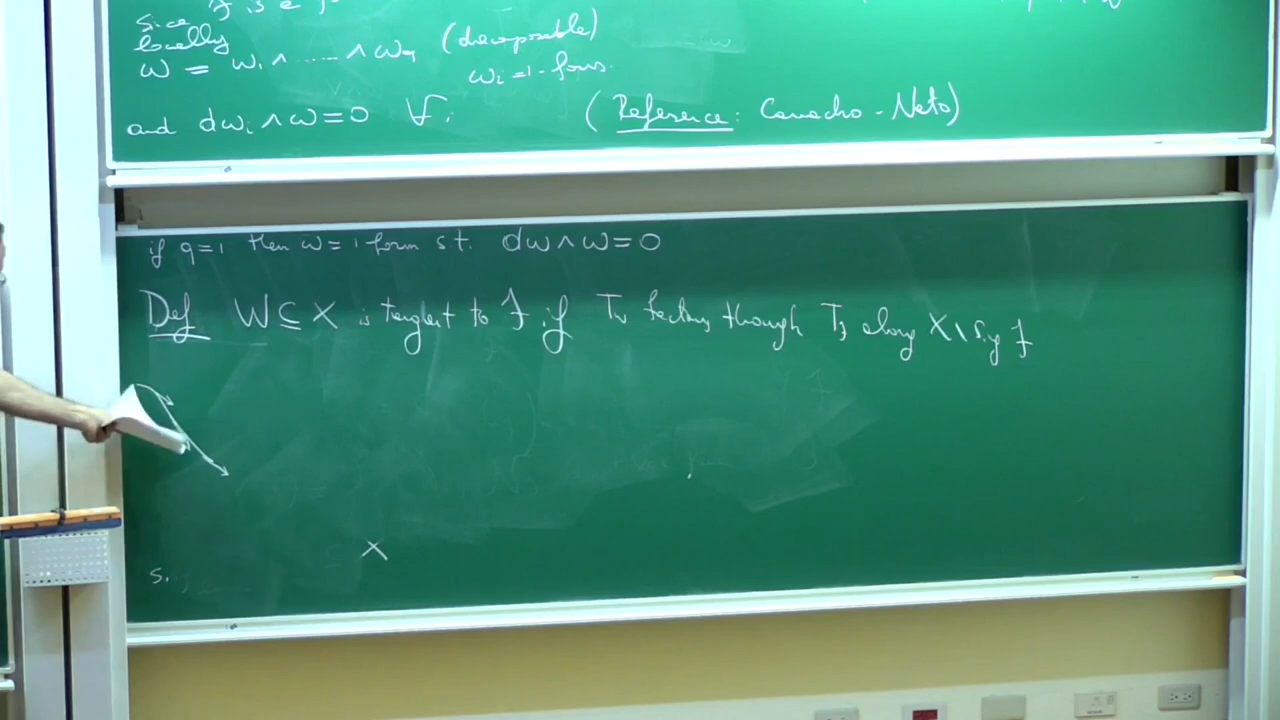 Since
locally
ω = ω₁ ∧ ...... ∧ ω_q (decomposable)
ω_i = 1-forms.
and dω_i ∧ ω = 0 ∀ i (Reference: Camacho - Neto)
if q=1 then ω = 1 form s.t. dω ∧ ω = 0
Def W ⊆ X is tangent to F if T_W factors through T_F along X \ Sing F
X
s.